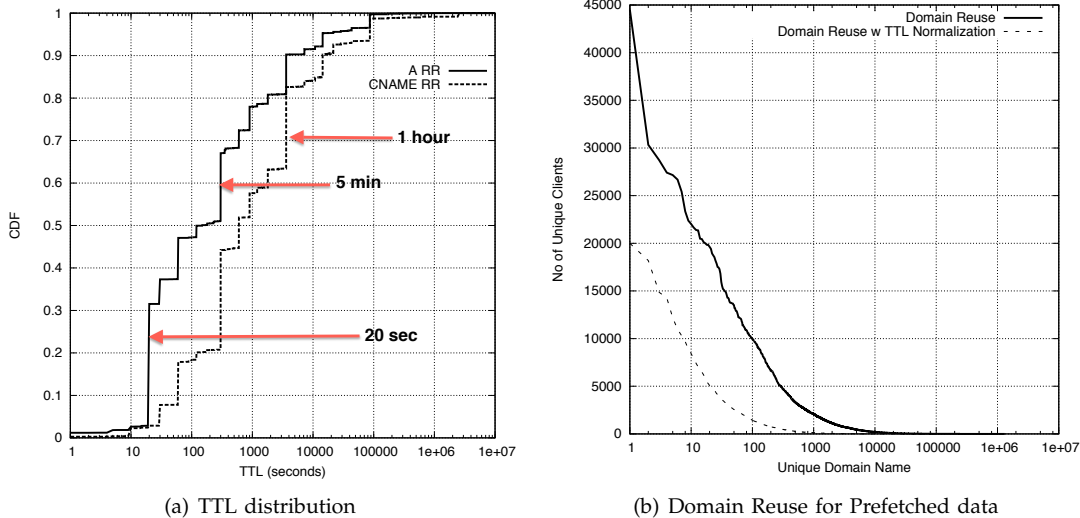 1
0.9
0.8
0.7
0.6
0.5
0.4
0.3
0.2
0.1
0
CDF
A RR
CNAME RR
1 hour
5 min
20 sec
1 10 100 1000 10000 100000 1e+06 1e+07
TTL (seconds)
(a) TTL distribution
45000
40000
35000
30000
25000
20000
15000
10000
5000
0
No of Unique Clients
Domain Reuse
Domain Reuse w TTL Normalization
1 10 100 1000 10000 100000 1e+06 1e+07
Unique Domain Name
(b) Domain Reuse for Prefetched data